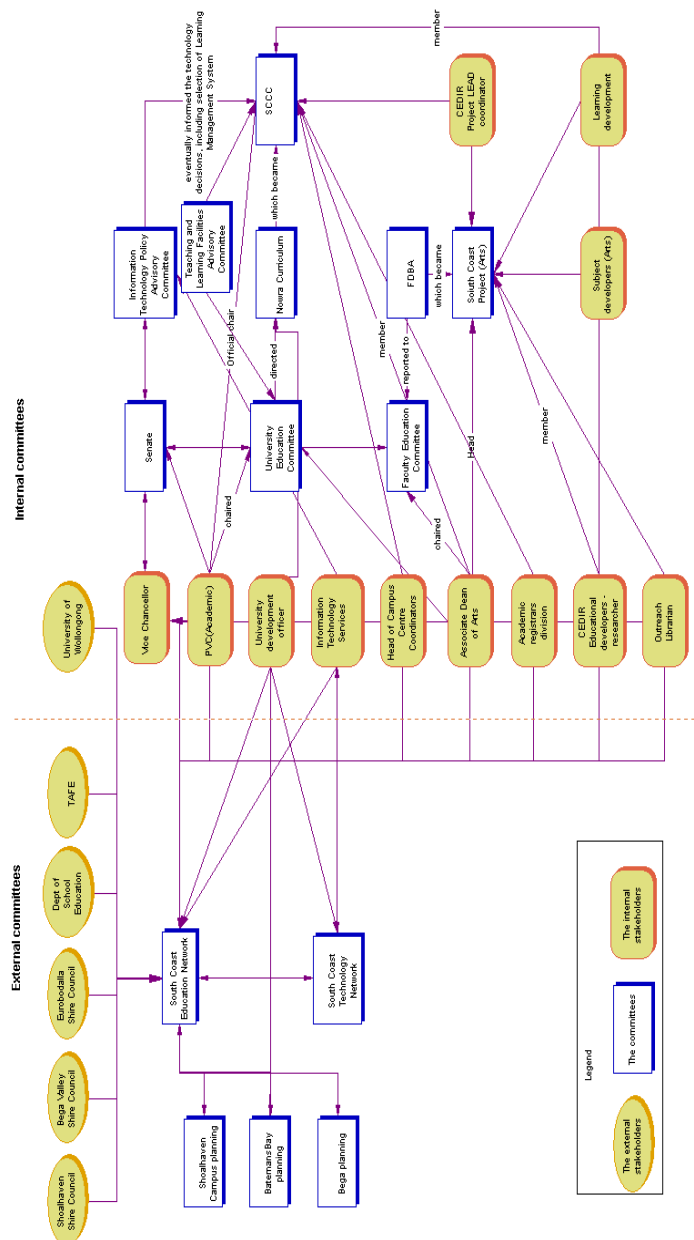 External committees
Internal committees
Shoalhaven
Shire Council
Bega Valley
Shire Council
Eurobodalla
Shire Council
Dept of
School
Education
TAFE
University of
Wollongong
Shoalhaven
Campus planning
Batemans Bay
planning
Bega planning
South Coast
Education Network
South Coast
Technology
Network
Vice Chancellor
PVC(Academic)
University
development
officer
Information
Technology
Services
Head of Campus
Centre
Coordinators
Associate Dean
of Arts
Academic
registrars
division
CEDIR
Educational
developers -
researcher
Outreach
Librarian
Senate
chaired
University
Education
Committee
Faculty Education
Committee
chaired
Head
member
directed
reported to
Official chair
member
Information
Technology Policy
Advisory
Committee
Teaching and
Learning Facilities
Advisory
Committee
Nowra Curriculum
FDBA
which became
Soiuth Coast
Project (Arts)
Subject
developers (Arts)
which became
eventually informed the technology
decisions, including selection of Learning
Management System
SCCC
CEDIR
Project LEAD
coordinator
Learning
development
member
Legend
The external
stakeholders
The committees
The internal
stakeholders